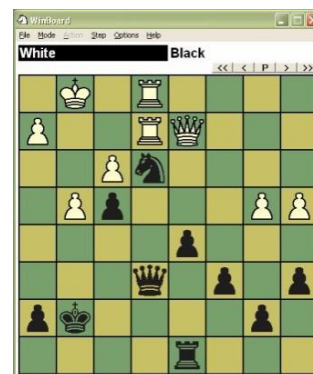 WinBoard
File Mode Action Step Options Help
White Black
<< < P > >>